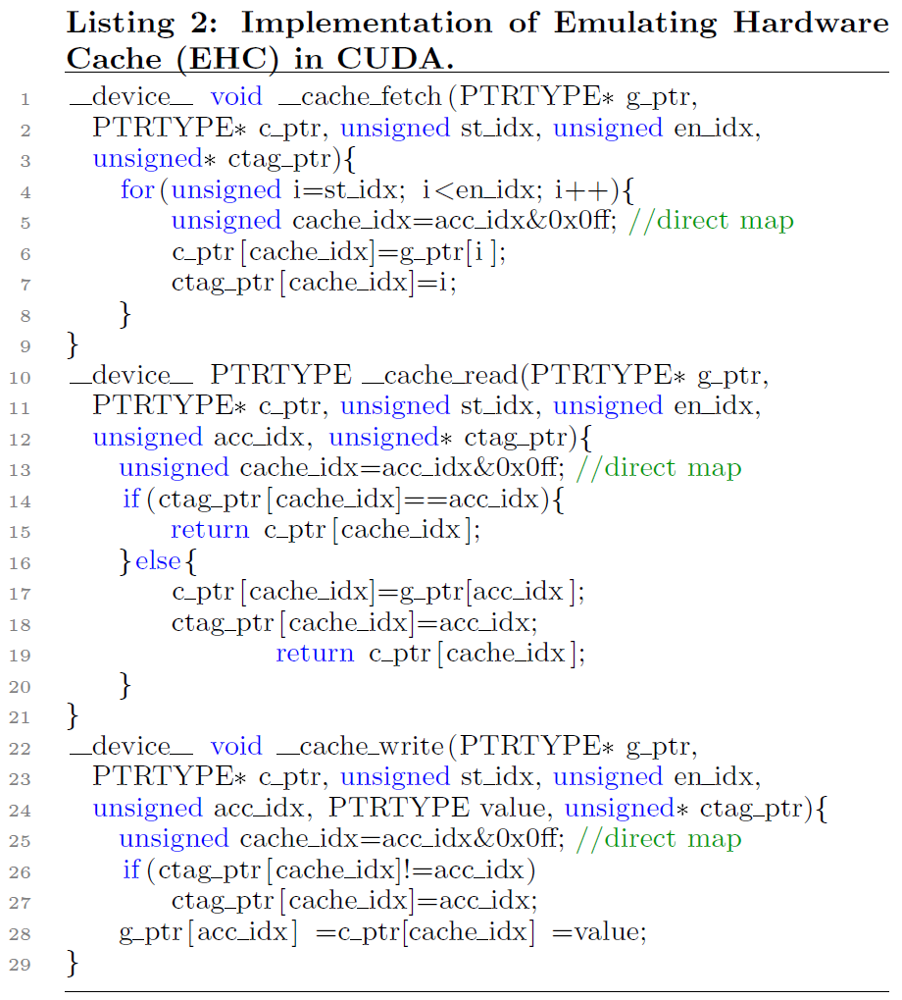 Listing 2: Implementation of Emulating Hardware
Cache (EHC) in CUDA.
1 __device__ void __cache_fetch(PTRTYPE* g_ptr,
2 PTRTYPE* c_ptr, unsigned st_idx, unsigned en_idx,
3 unsigned* ctag_ptr){
4 for(unsigned i=st_idx; i<en_idx; i++){
5 unsigned cache_idx=acc_idx&0x0ff; //direct map
6 c_ptr[cache_idx]=g_ptr[i];
7 ctag_ptr[cache_idx]=i;
8 }
9 }
10 __device__ PTRTYPE __cache_read(PTRTYPE* g_ptr,
11 PTRTYPE* c_ptr, unsigned st_idx, unsigned en_idx,
12 unsigned acc_idx, unsigned* ctag_ptr){
13 unsigned cache_idx=acc_idx&0x0ff; //direct map
14 if(ctag_ptr[cache_idx]==acc_idx){
15 return c_ptr[cache_idx];
16 }else{
17 c_ptr[cache_idx]=g_ptr[acc_idx];
18 ctag_ptr[cache_idx]=acc_idx;
19 return c_ptr[cache_idx];
20 }
21 }
22 __device__ void __cache_write(PTRTYPE* g_ptr,
23 PTRTYPE* c_ptr, unsigned st_idx, unsigned en_idx,
24 unsigned acc_idx, PTRTYPE value, unsigned* ctag_ptr){
25 unsigned cache_idx=acc_idx&0x0ff; //direct map
26 if(ctag_ptr[cache_idx]!=acc_idx)
27 ctag_ptr[cache_idx]=acc_idx;
28 g_ptr[acc_idx] =c_ptr[cache_idx] =value;
29 }